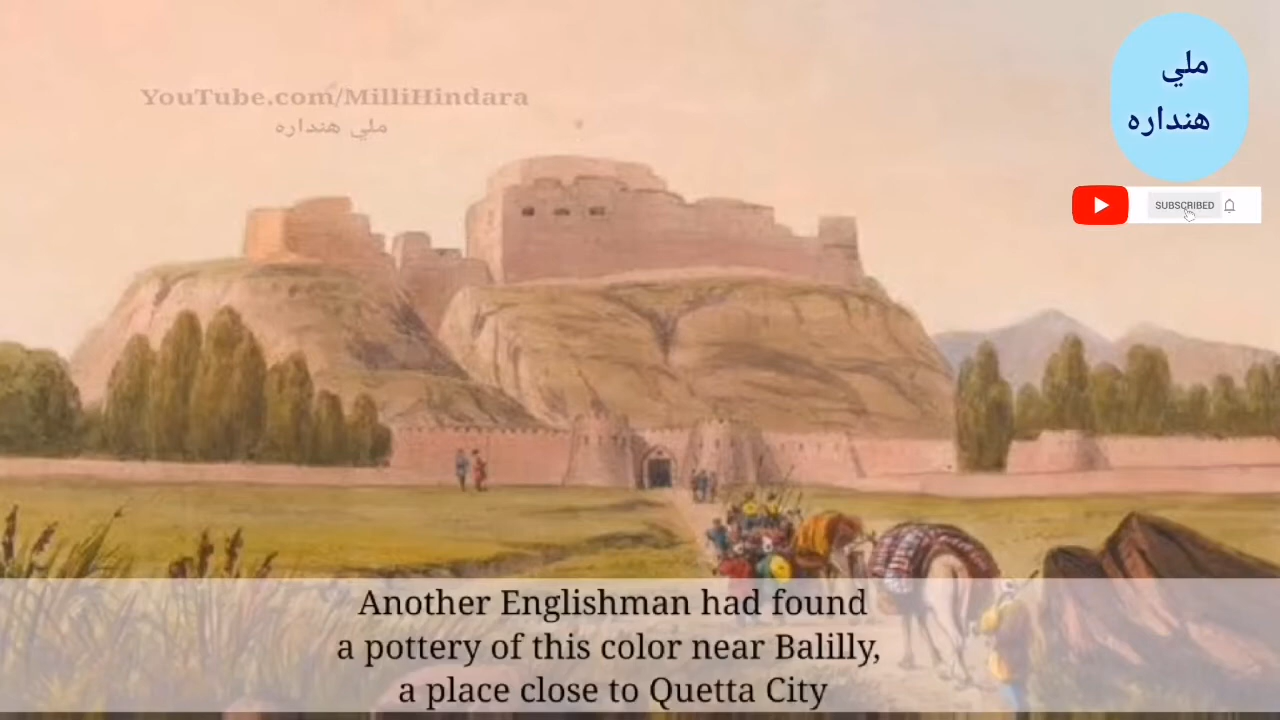 YouTube.com/MilliHindara
ملي هنداره
ملي
هنداره
SUBSCRIBED
Another Englishman had found
a pottery of this color near Balilly,
a place close to Quetta City